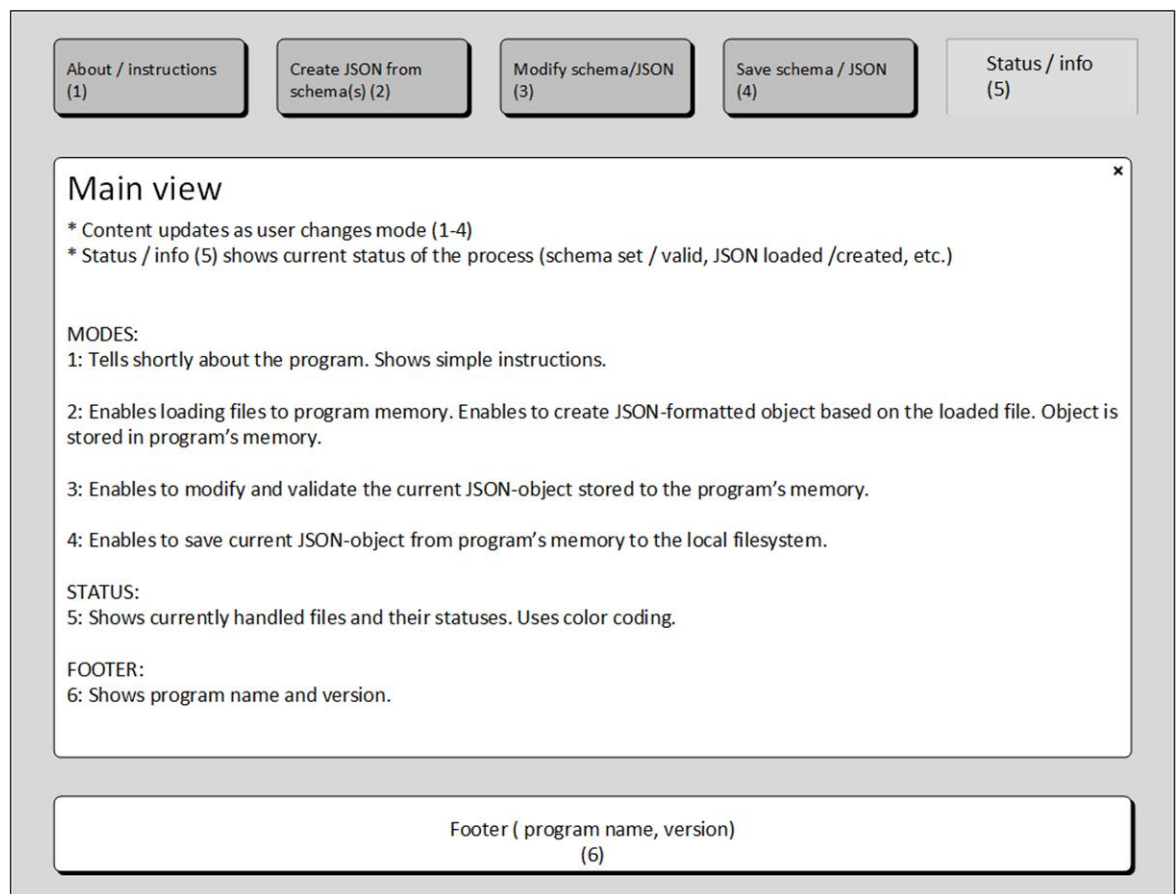 About / instructions
(1)
Create JSON from
schema(s) (2)
Modify schema/JSON
(3)
Save schema / JSON
(4)
Status / info
(5)
×
Main view
* Content updates as user changes mode (1-4)
* Status / info (5) shows current status of the process (schema set / valid, JSON loaded /created, etc.)
MODES:
1: Tells shortly about the program. Shows simple instructions.
2: Enables loading files to program memory. Enables to create JSON-formatted object based on the loaded file. Object is
stored in program’s memory.
3: Enables to modify and validate the current JSON-object stored to the program’s memory.
4: Enables to save current JSON-object from program’s memory to the local filesystem.
STATUS:
5: Shows currently handled files and their statuses. Uses color coding.
FOOTER:
6: Shows program name and version.
Footer ( program name, version)
(6)